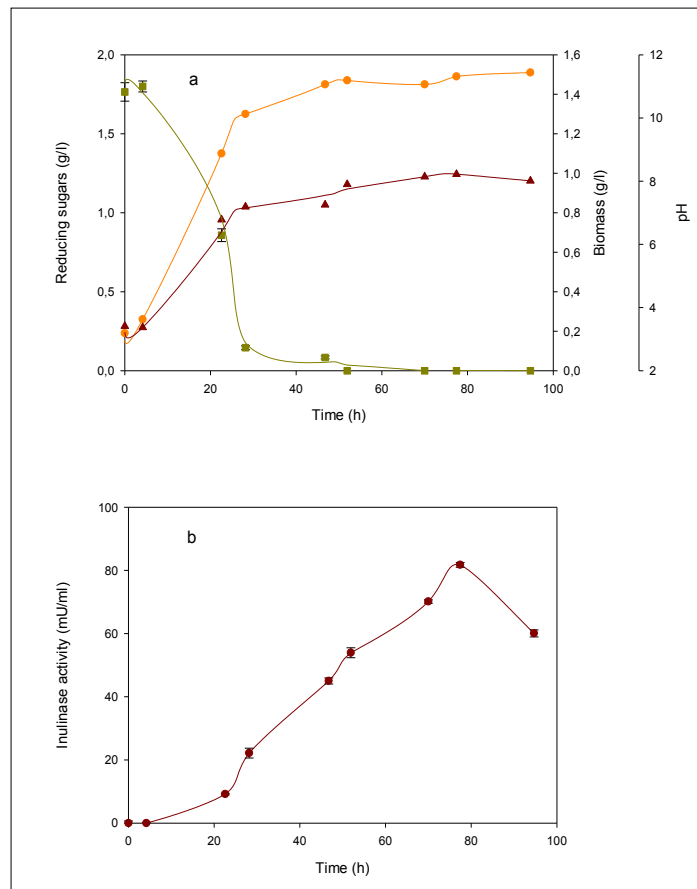 a
Reducing sugars (g/l)
2,0
1,5
1,0
0,5
0,0
0 20 40 60 80 100
Time (h)
1,6
1,4
1,2
1,0
0,8
0,6
0,4
0,2
0,0
Biomass (g/l)
12
10
8
6
4
2
pH
b
Inulinase activity (mU/ml)
100
80
60
40
20
0
0 20 40 60 80 100
Time (h)